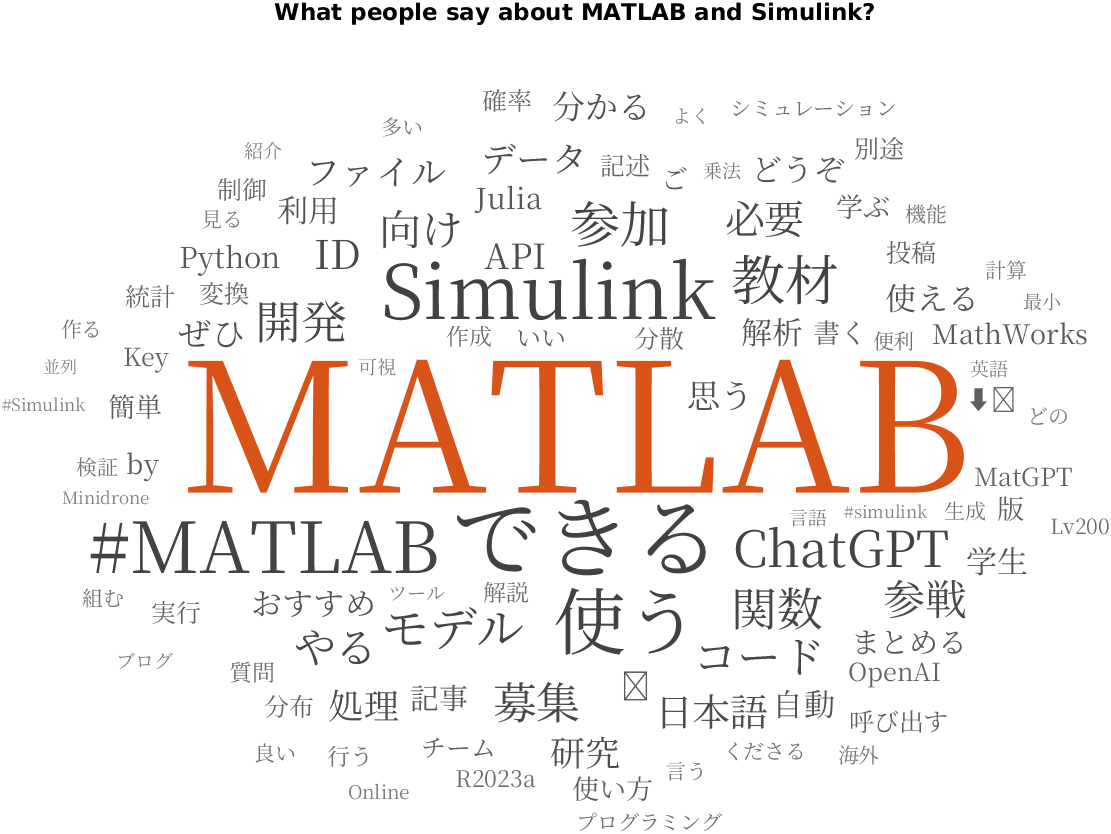 What people say about MATLAB and Simulink?
確率
分かる
よく
シミュレーション
多い
紹介
ファイル
データ
記述
ご
乗法
どうぞ
別途
制御
見る
利用
Julia
向け
参加
必要
学ぶ
機能
Python
ID
API
Simulink
教材
投稿
計算
統計
変換
使える
最小
作る
ぜひ
開発
作成
いい
分散
解析
書く
便利
MathWorks
並列
Key
可視
英語
#Simulink
簡単
MATLAB
思う
⬇
どの
検証
by
MatGPT
Minidrone
#MATLAB
できる
言語
#simulink
生成
版
Lv200
ChatGPT
学生
組む
実行
おすすめ
ツール
解説
使う
関数
参戦
モデル
やる
コード
まとめる
ブログ
質問
OpenAI
分布
処理
記事
募集
日本語
自動
呼び出す
良い
行う
チーム
研究
くださる
海外
R2023a
言う
Online
使い方
プログラミング